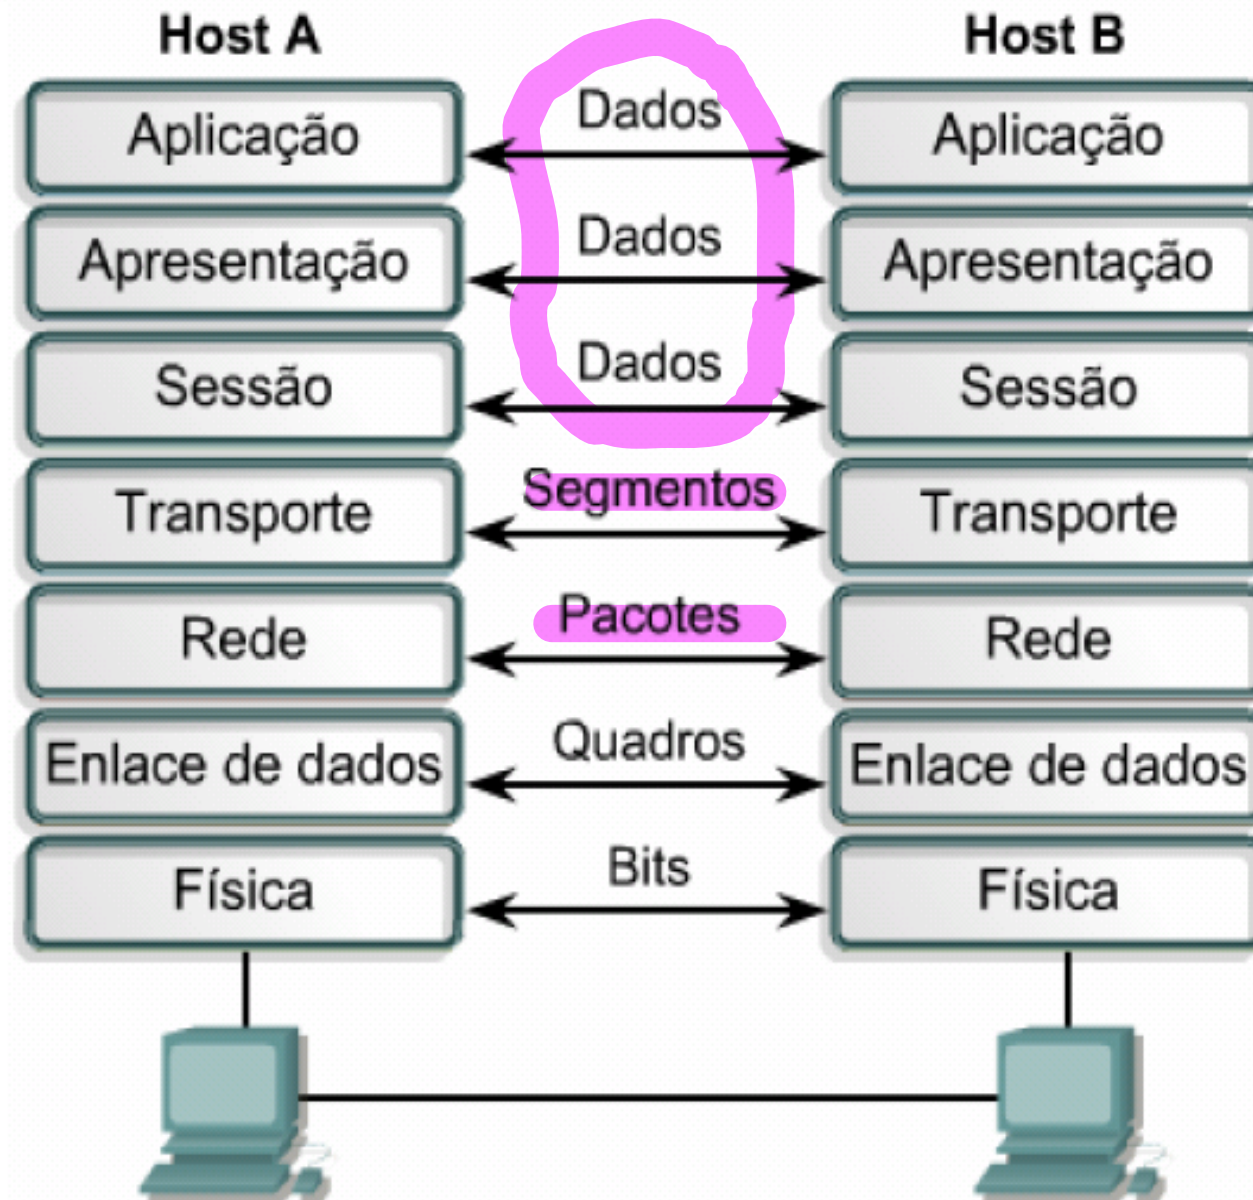 Host A Host B
Aplicação Dados Aplicação
Apresentação Dados Apresentação
Sessão Dados Sessão
Transporte Segmentos Transporte
Rede Pacotes Rede
Enlace de dados Quadros Enlace de dados
Física Bits Física